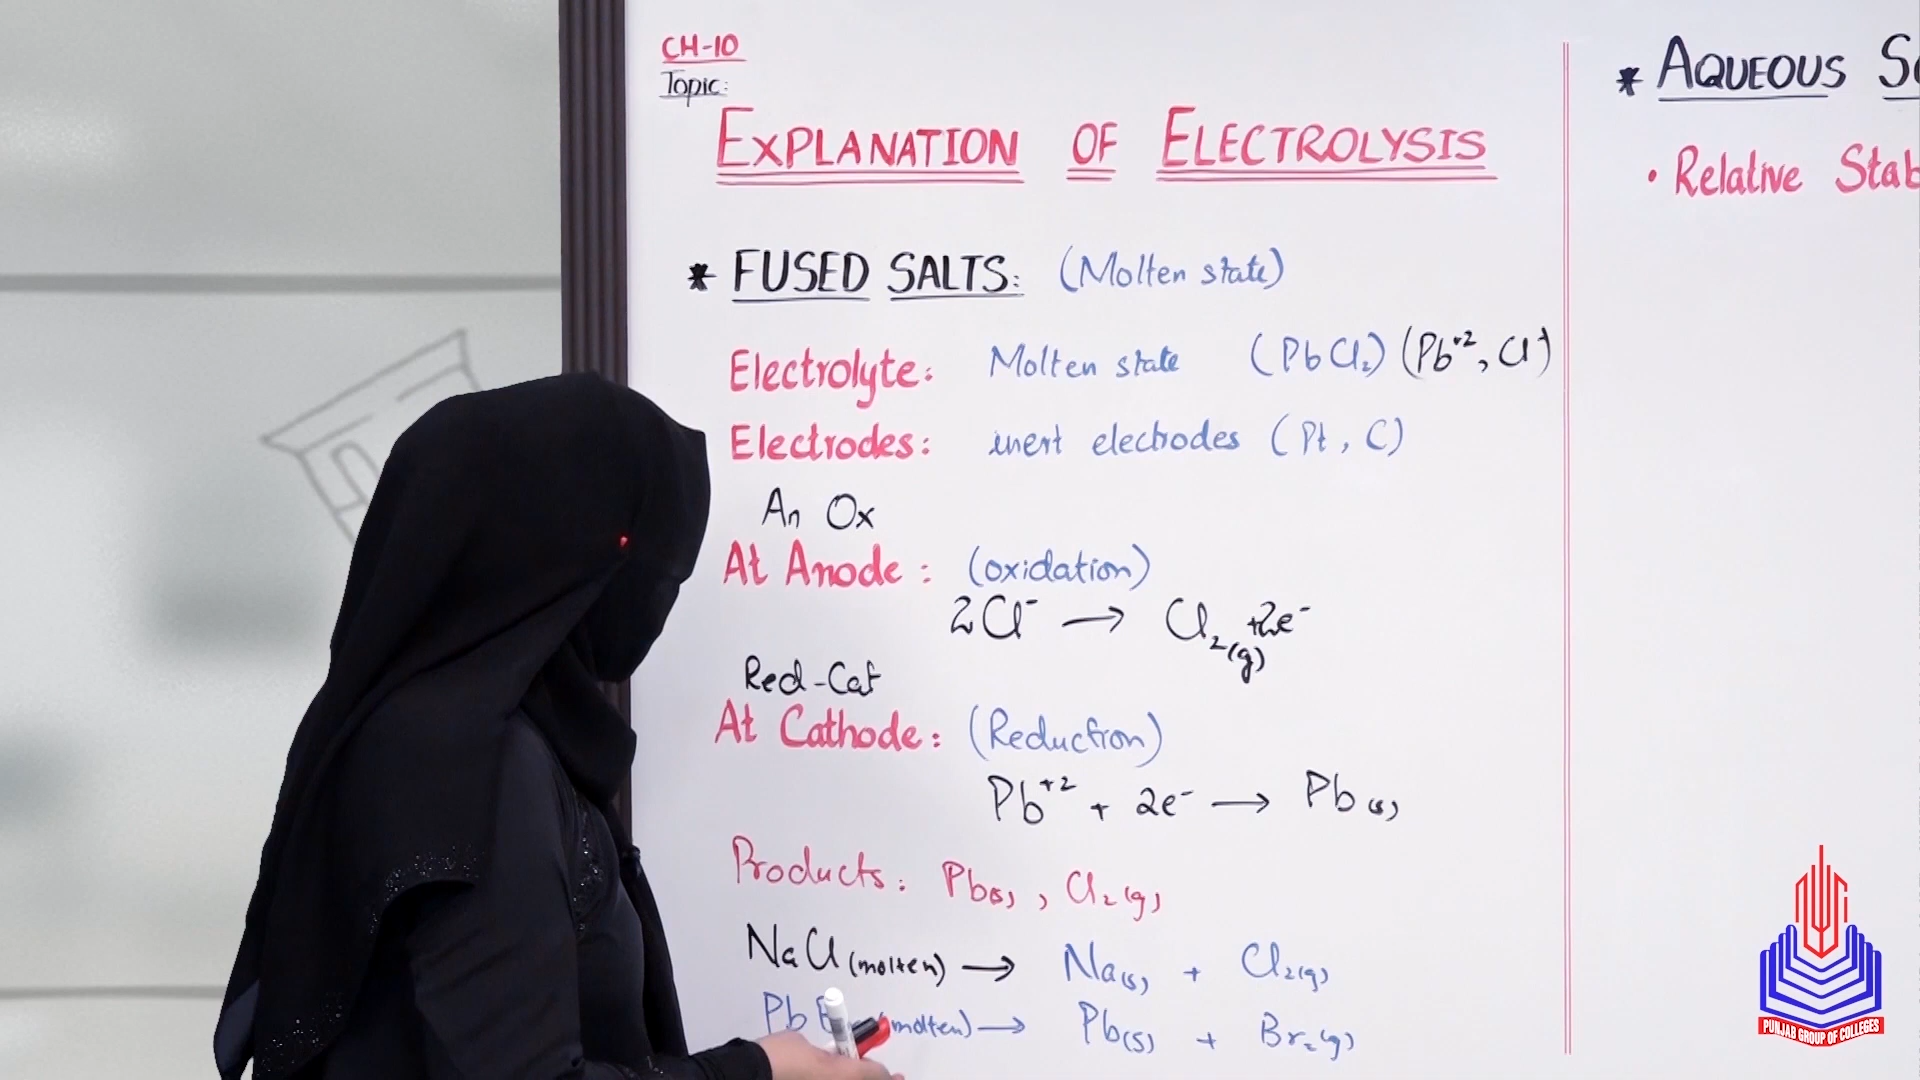 CH-10
Topic:
EXPLANATION OF ELECTROLYSIS
* FUSED SALTS: (Molten state)
Electrolyte: Molten state (PbCl₂) (Pb⁺², Cl⁻)
Electrodes: inert electrodes (Pt, C)
An Ox
At Anode: (oxidation)
2Cl⁻ → Cl₂(g) +2e⁻
Red-Cat
At Cathode: (Reduction)
Pb⁺² + 2e⁻ → Pb(s)
Products: Pb(s), Cl₂(g)
NaCl(molten) → Na(s) + Cl₂(g)
Pb (molten) → Pb(s) + Br₂(g)
* AQUEOUS
• Relative
PUNJAB GROUP OF COLLEGES